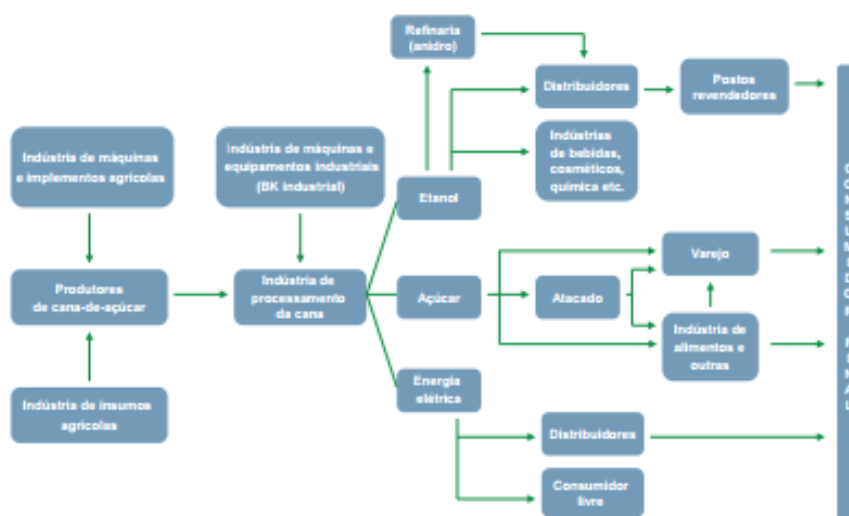 Refinaria
(anidro)
Distribuidores
Postos
revendedores
Indústria de máquinas
e implementos agrícolas
Indústria de máquinas e
equipamentos industriais
(BK industrial)
Indústrias
de bebidas,
cosméticos,
química etc.
Etanol
Varejo
Produtores
de cana-de-açúcar
Indústria de
processamento
da cana
Açúcar
Atacado
Indústria de
alimentos e
outras
Energia
elétrica
Indústria de insumos
agrícolas
Distribuidores
Consumidor
livre
CONSUMIDOR FINAL